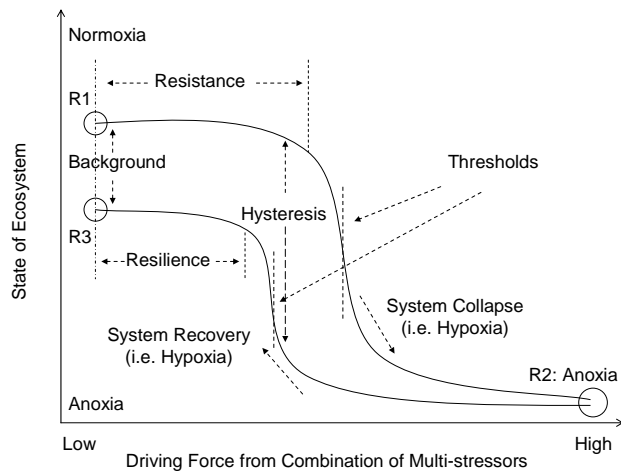 Normoxia
Resistance
R1
Background
Thresholds
Hysteresis
R3
Resilience
State of Ecosystem
System Collapse
(i.e. Hypoxia)
System Recovery
(i.e. Hypoxia)
R2: Anoxia
Anoxia
Low
High
Driving Force from Combination of Multi-stressors